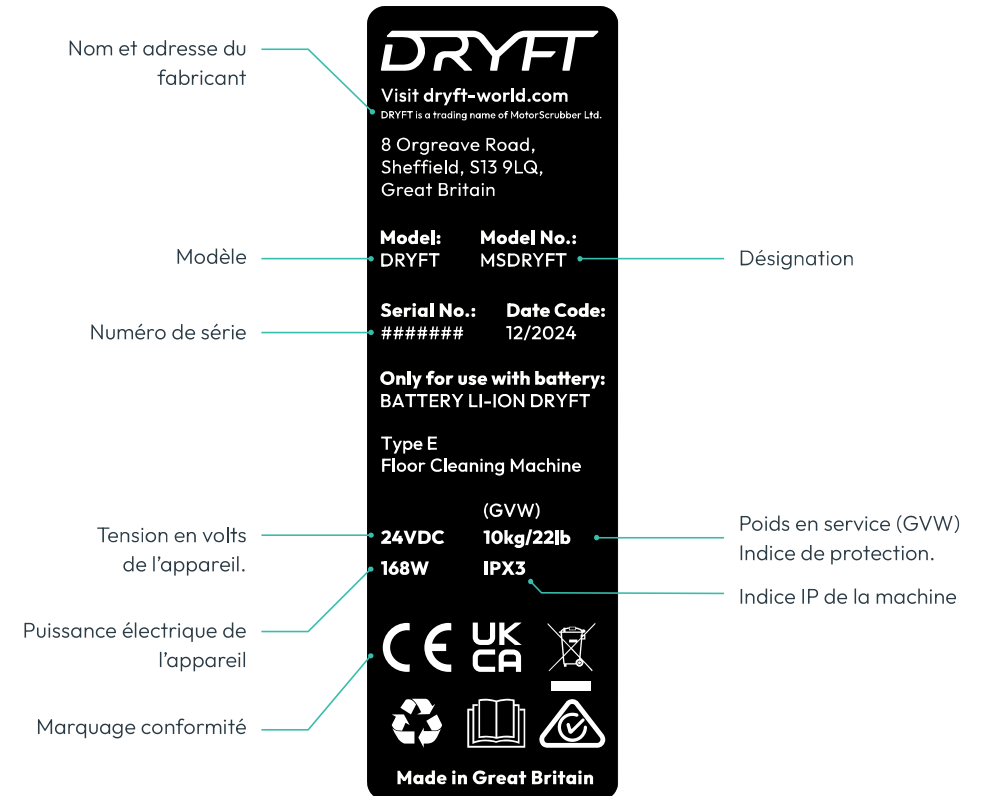 Nom et adresse du
fabricant
DRYFT
Visit dryft-world.com
DRYFT is a trading name of MotorScrubber Ltd.
8 Orgreave Road,
Sheffield, S13 9LQ,
Great Britain
Modèle
Model: Model No.:
DRYFT MSDRYFT
Désignation
Numéro de série
Serial No.: Date Code:
####### 12/2024
Only for use with battery:
BATTERY LI-ION DRYFT
Type E
Floor Cleaning Machine
Tension en volts
de l'appareil.
(GVW)
24VDC 10kg/22lb
168W IPX3
Poids en service (GVW)
Indice de protection.
Indice IP de la machine
Puissance électrique de
l'appareil
Marquage conformité
CE UK
CA
Made in Great Britain